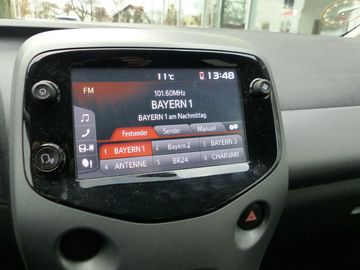 11°C 13:48
FM
101.60MHz
BAYERN 1
BAYERN 1 am Nachmittag
Festsender Sender Manuell
1 BAYERN 1 2 Bayern 2 3 BAYERN 3
4 ANTENNE 5 BR24 6 CHARVARI